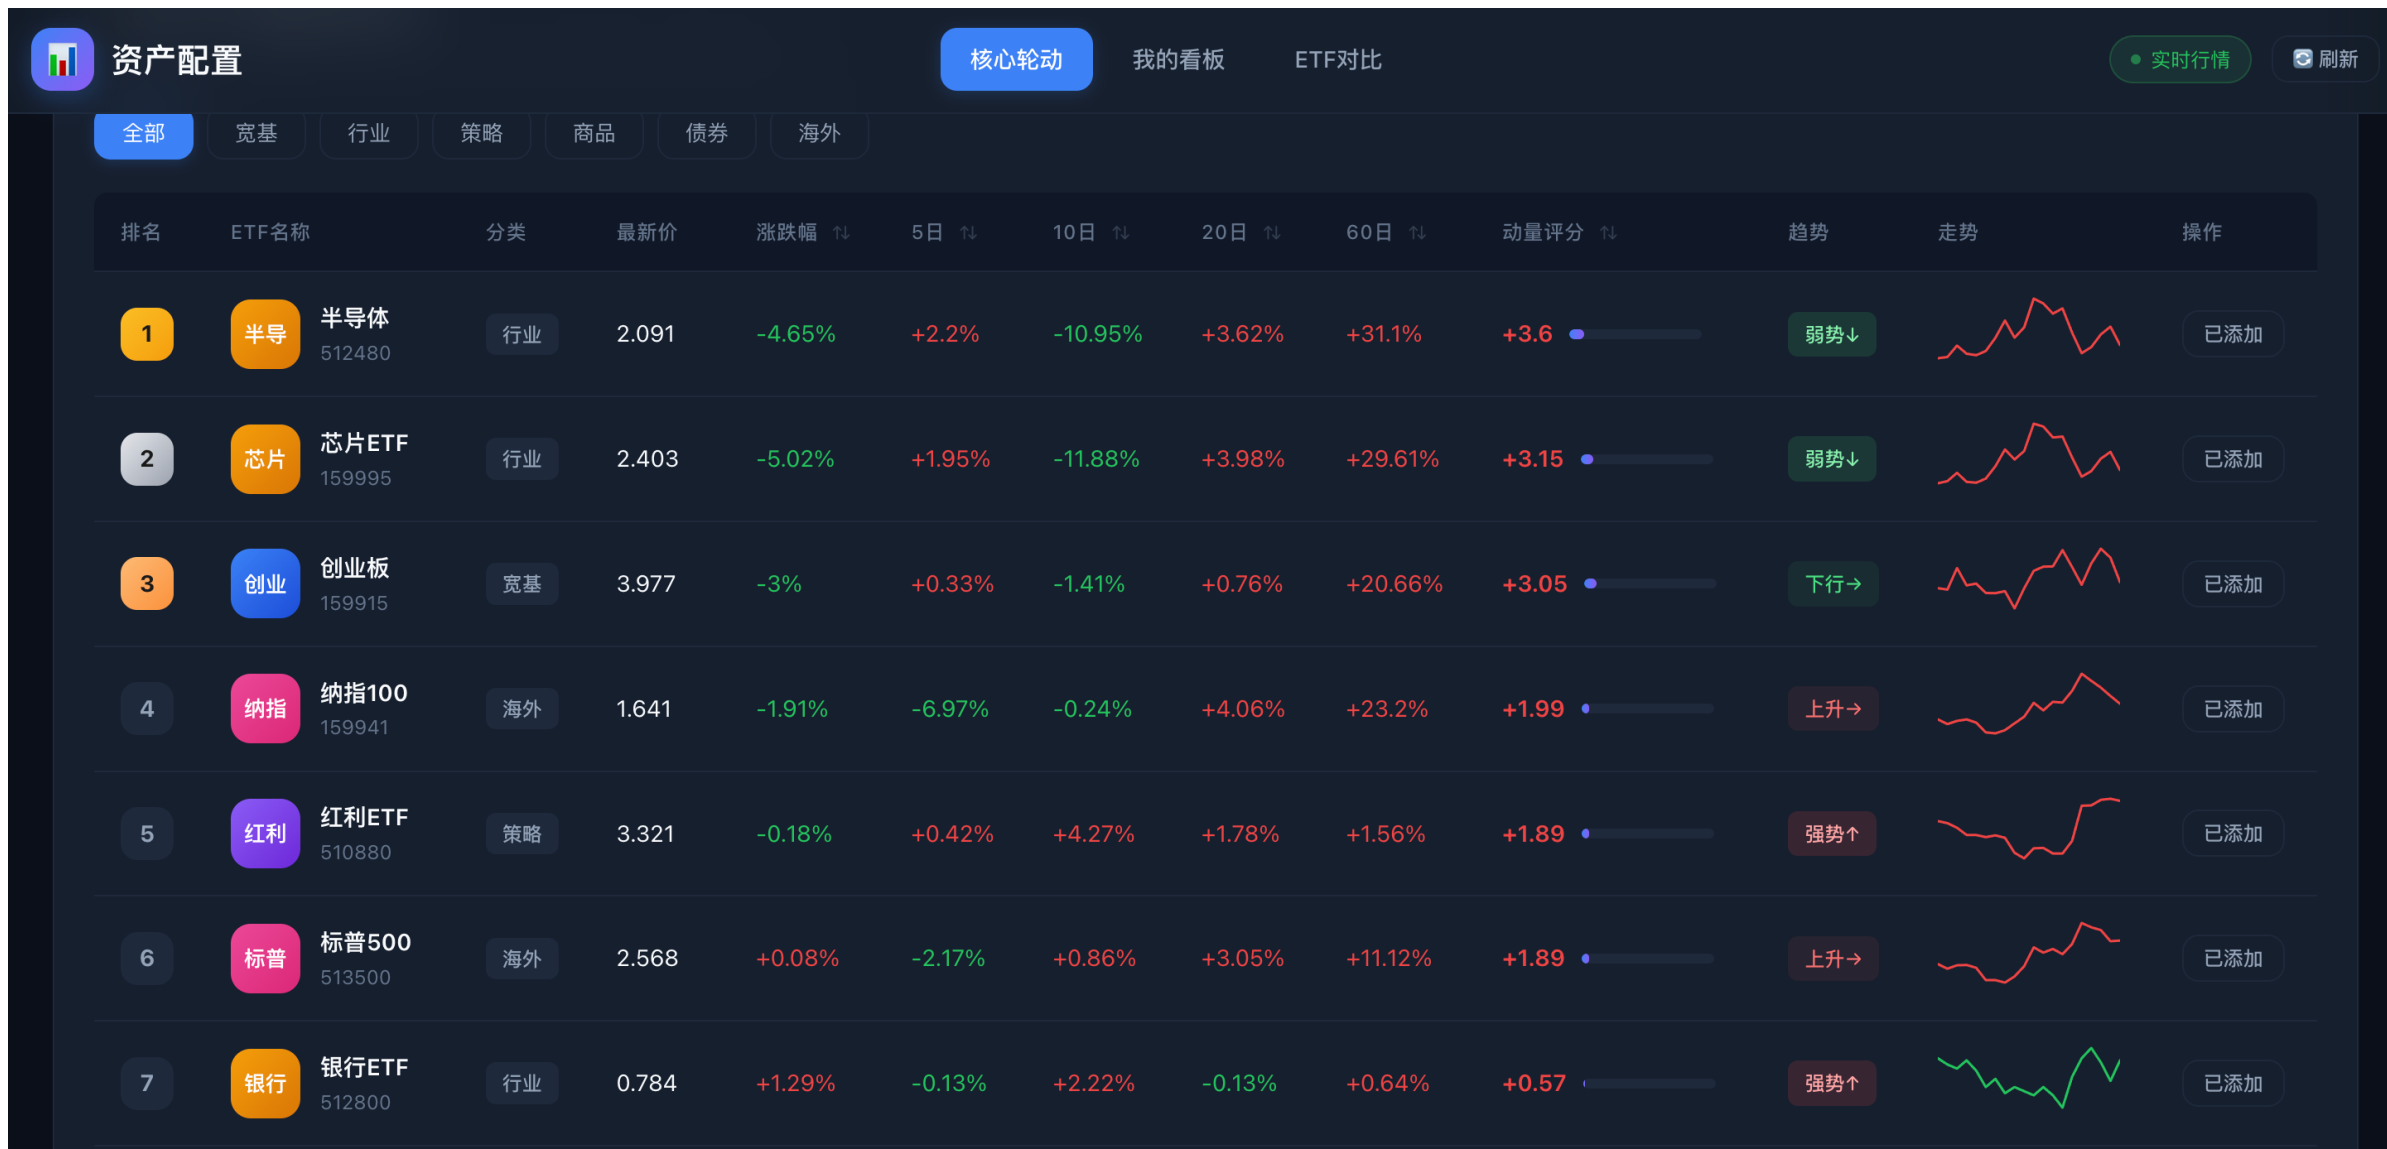 资产配置
核心轮动 我的看板 ETF对比
实时行情 刷新
全部 宽基 行业 策略 商品 债券 海外
排名 ETF名称 分类 最新价 涨跌幅 ↑↓ 5日 ↑↓ 10日 ↑↓ 20日 ↑↓ 60日 ↑↓ 动量评分 ↑↓ 趋势 走势 操作
1 半导 半导体 行业 2.091 -4.65% +2.2% -10.95% +3.62% +31.1% +3.6 弱势↓ 已添加
512480
2 芯片 芯片ETF 行业 2.403 -5.02% +1.95% -11.88% +3.98% +29.61% +3.15 弱势↓ 已添加
159995
3 创业 创业板 宽基 3.977 -3% +0.33% -1.41% +0.76% +20.66% +3.05 下行→ 已添加
159915
4 纳指 纳指100 海外 1.641 -1.91% -6.97% -0.24% +4.06% +23.2% +1.99 上升→ 已添加
159941
5 红利 红利ETF 策略 3.321 -0.18% +0.42% +4.27% +1.78% +1.56% +1.89 强势↑ 已添加
510880
6 标普 标普500 海外 2.568 +0.08% -2.17% +0.86% +3.05% +11.12% +1.89 上升→ 已添加
513500
7 银行 银行ETF 行业 0.784 +1.29% -0.13% +2.22% -0.13% +0.64% +0.57 强势↑ 已添加
512800